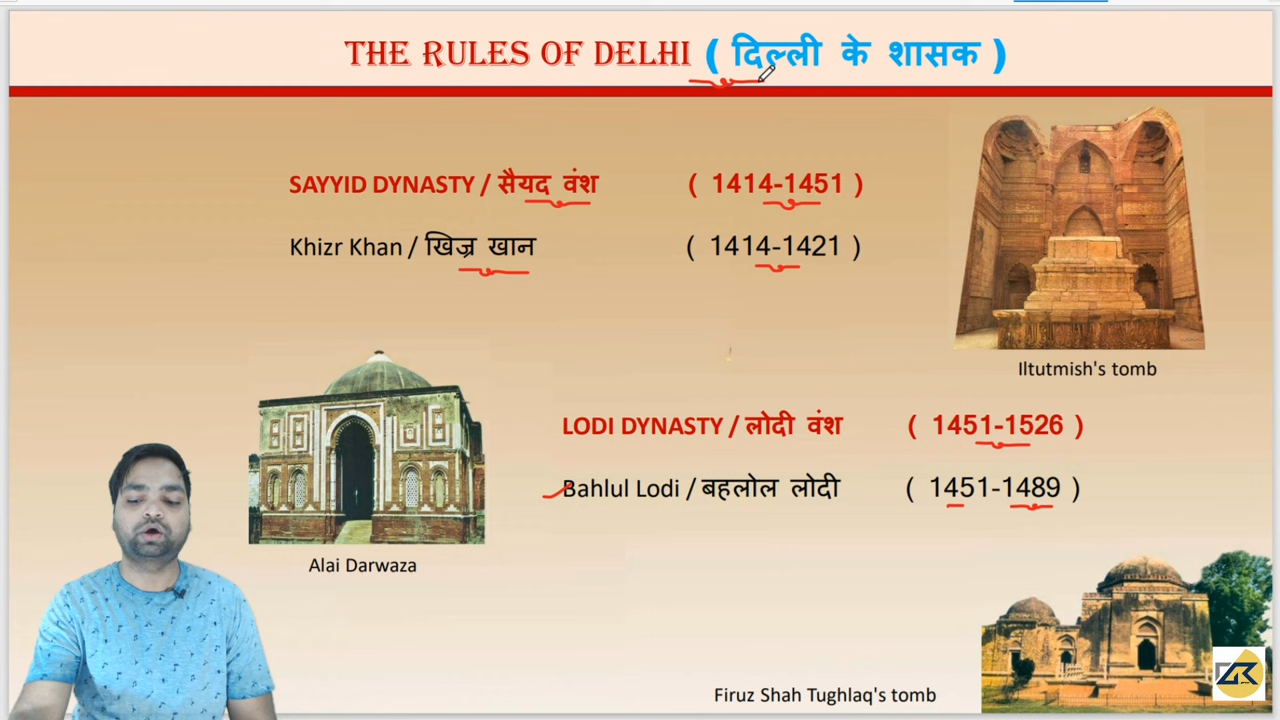 THE RULES OF DELHI ( दिल्ली के शासक )
SAYYID DYNASTY / सैयद वंश ( 1414-1451 )
Khizr Khan / खिज्र खान ( 1414-1421 )
Iltutmish's tomb
LODI DYNASTY / लोदी वंश ( 1451-1526 )
Bahlul Lodi / बहलोल लोदी ( 1451-1489 )
Alai Darwaza
Firuz Shah Tughlaq's tomb